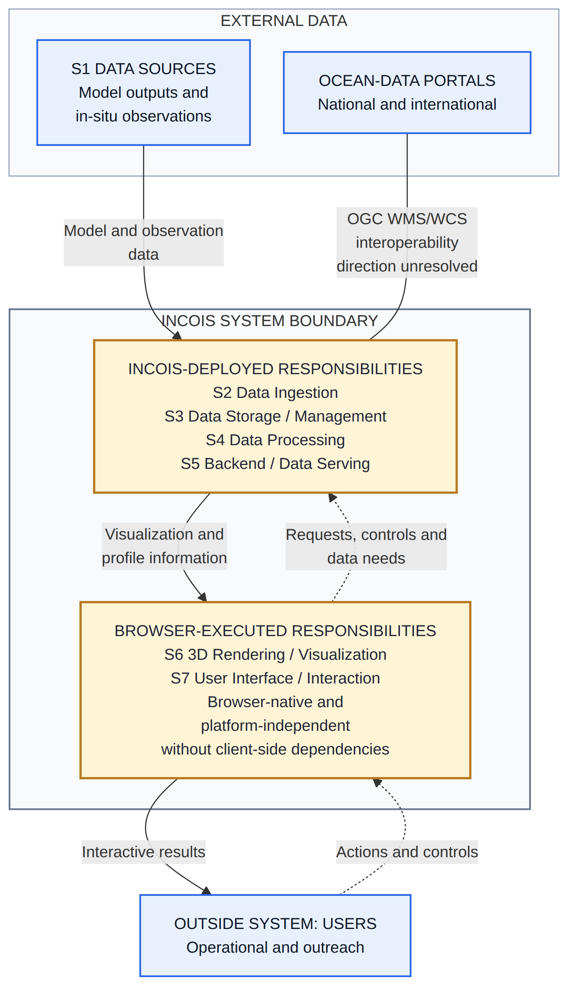 EXTERNAL DATA
S1 DATA SOURCES
Model outputs and
in-situ observations
OCEAN-DATA PORTALS
National and international
Model and observation
data
OGC WMS/WCS
interoperability
direction unresolved
INCOIS SYSTEM BOUNDARY
INCOIS-DEPLOYED RESPONSIBILITIES
S2 Data Ingestion
S3 Data Storage / Management
S4 Data Processing
S5 Backend / Data Serving
Visualization and
profile information
Requests, controls and
data needs
BROWSER-EXECUTED RESPONSIBILITIES
S6 3D Rendering / Visualization
S7 User Interface / Interaction
Browser-native and
platform-independent
without client-side dependencies
Interactive results
Actions and controls
OUTSIDE SYSTEM: USERS
Operational and outreach